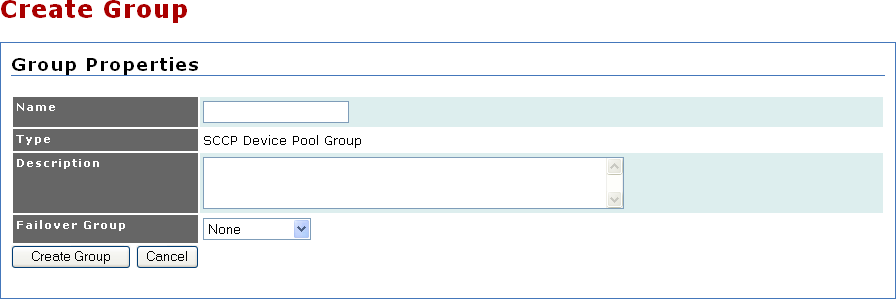 Create Group
Group Properties
Name
Type SCCP Device Pool Group
Description
Failover Group None
Create Group Cancel